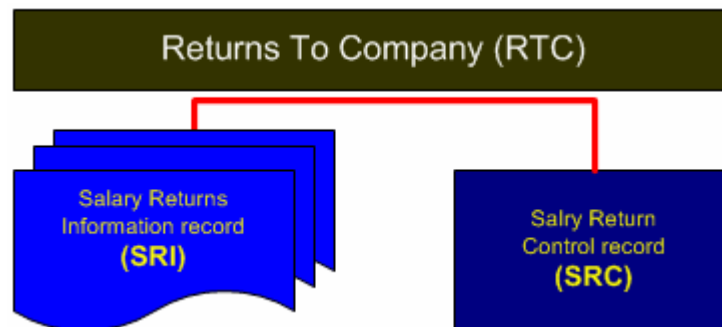 Returns To Company (RTC)
Salary Returns
Information record
(SRI)
Salry Return
Control record
(SRC)